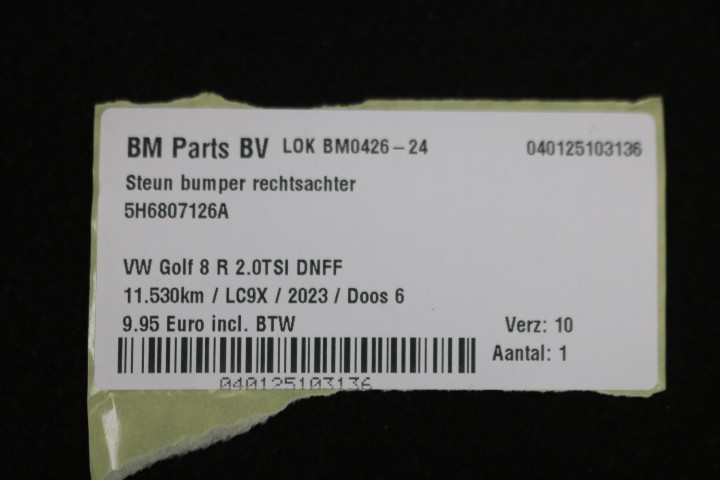 BM Parts BV LOK BM0426-24 040125103136
Steun bumper rechtsachter
5H6807126A
VW Golf 8 R 2.0TSI DNFF
11.530km / LC9X / 2023 / Doos 6
9.95 Euro incl. BTW Verz: 10
Aantal: 1
040125103136